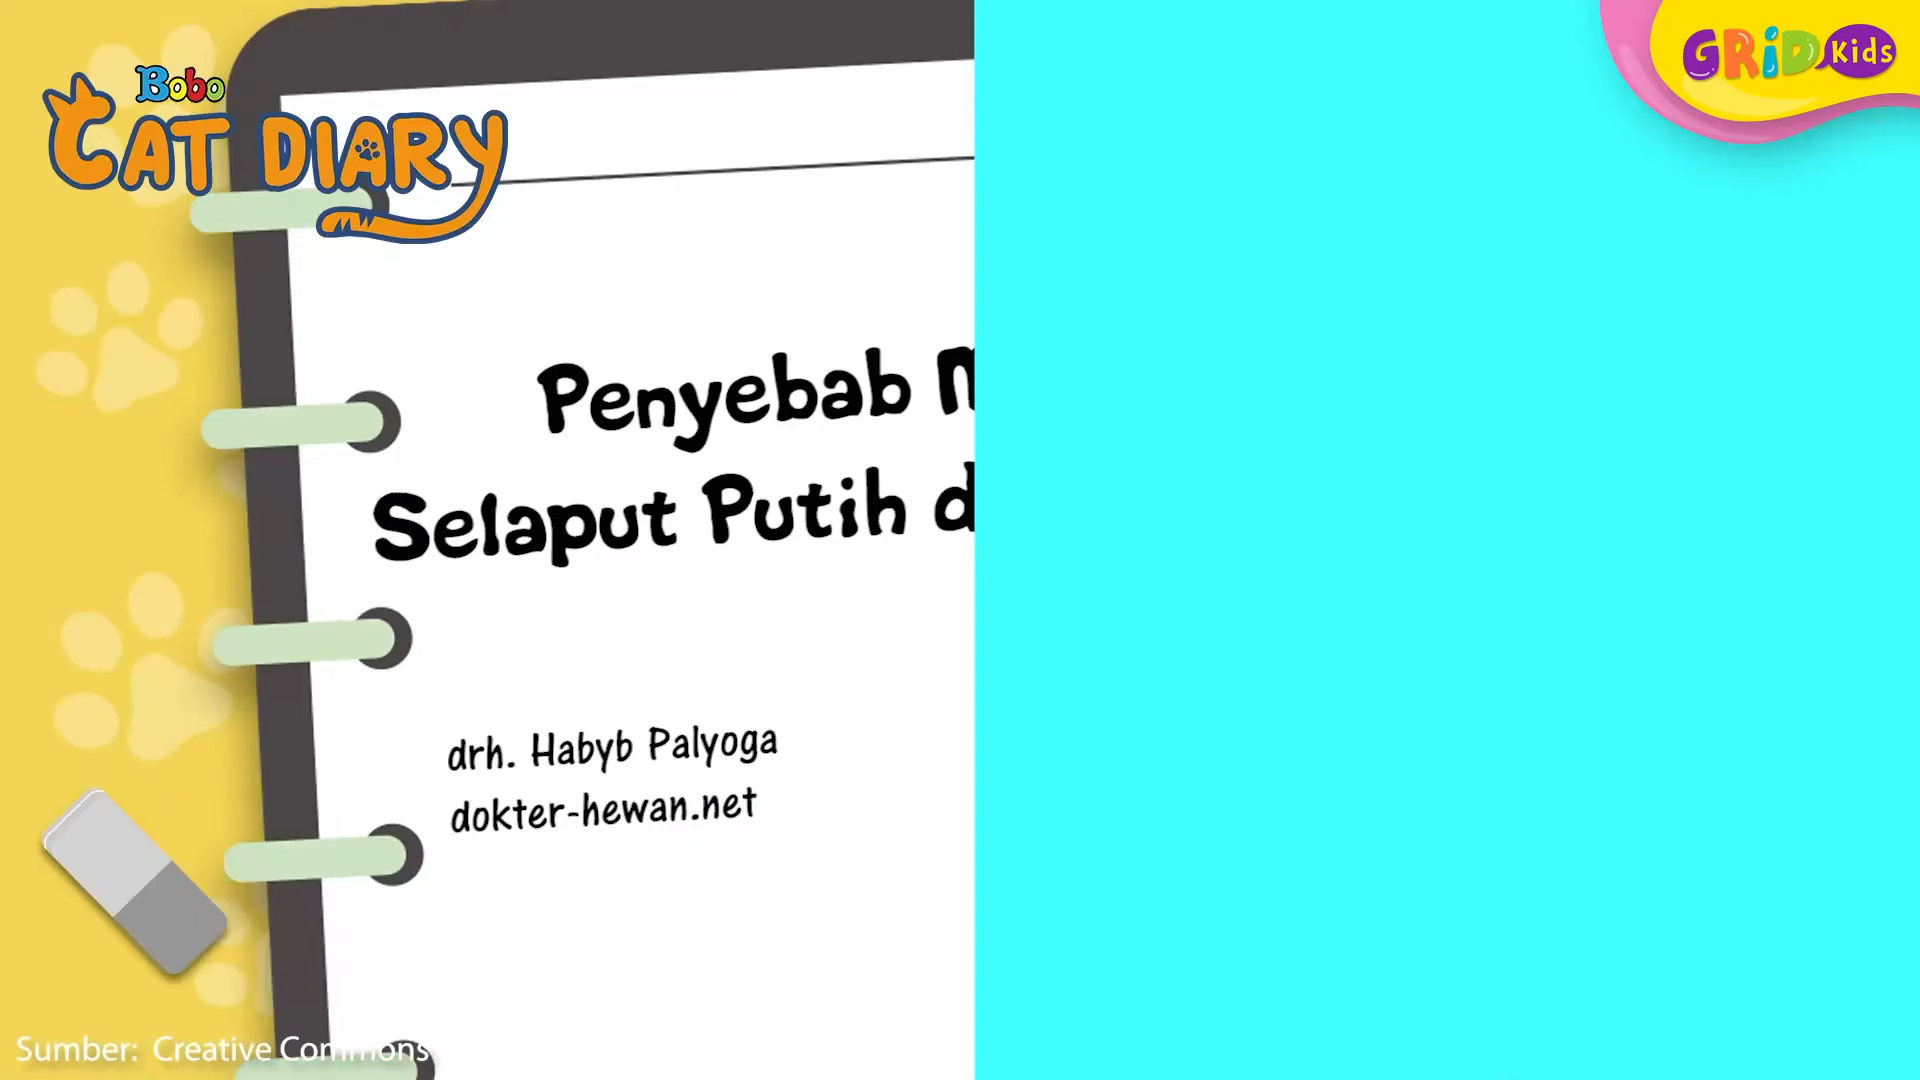 Bobo
CAT DIARY
GRiD Kids
Penyebab
Selaput Putih
drh. Habyb Palyoga
dokter-hewan.net
Sumber: Creative Commons